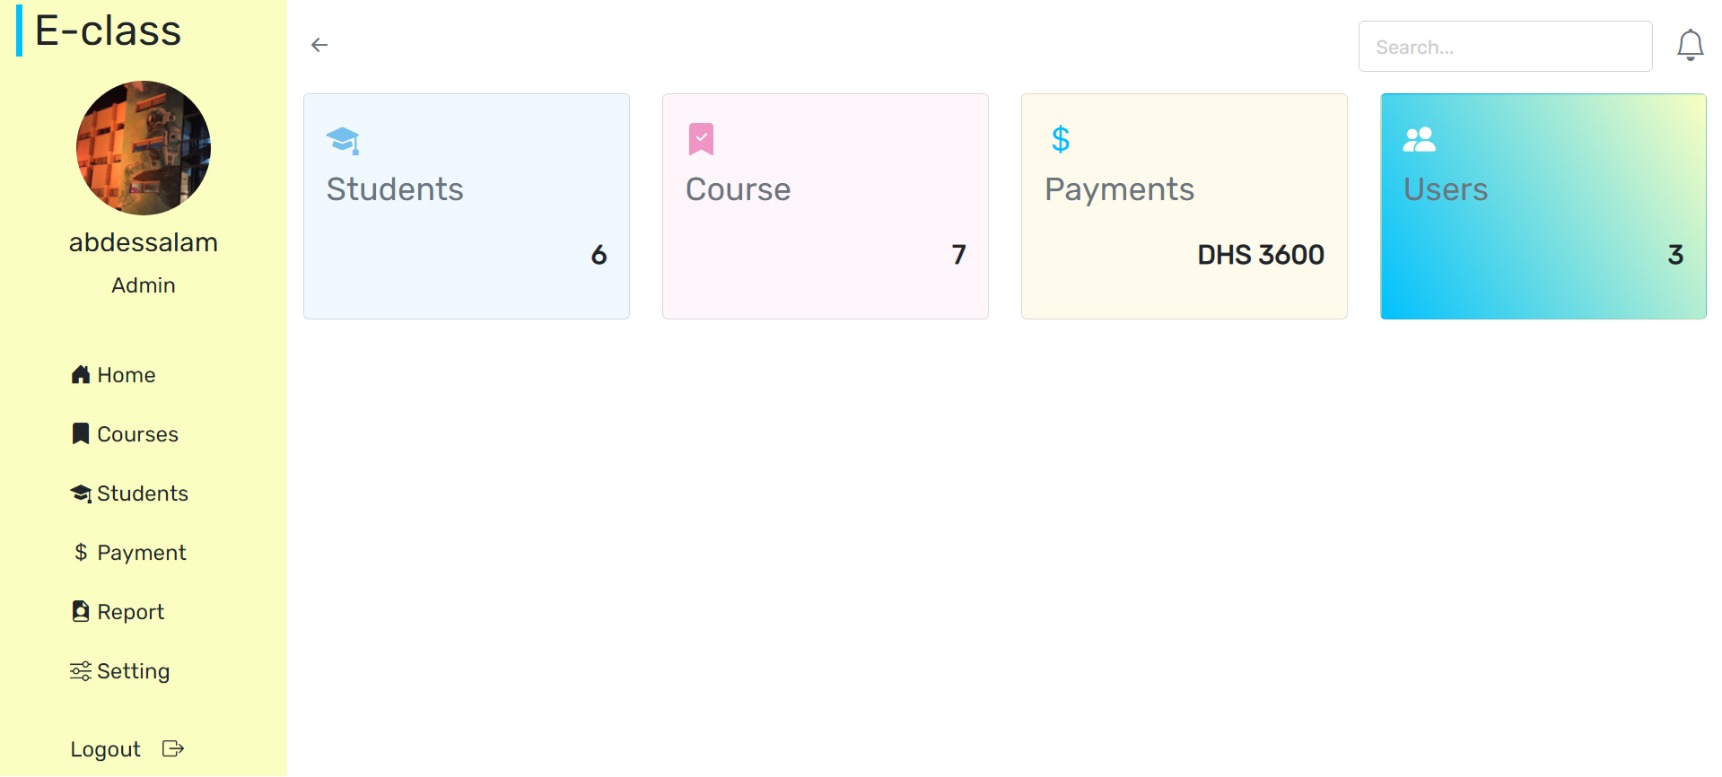 E-class
abdessalam
Admin
Home
Courses
Students
$ Payment
Report
Setting
Logout
Search...
Students
6
Course
7
$
Payments
DHS 3600
Users
3